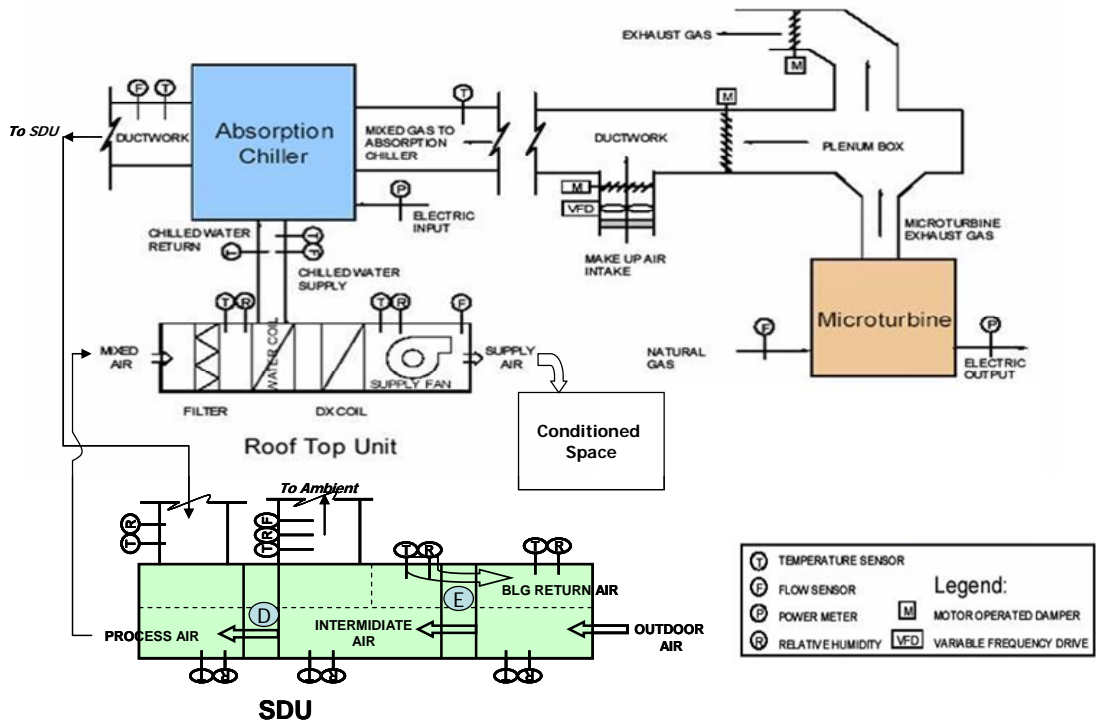 EXHAUST GAS
M
F
T
T
M
To SDU
DUCTWORK
Absorption
Chiller
MIXED GAS TO
ABSORPTION
CHILLER
DUCTWORK
PLENUM BOX
P
M
VFD
ELECTRIC
INPUT
MICROTURBINE
EXHAUST GAS
CHILLED WATER
RETURN
T
T
F
MAKE UP AIR
INTAKE
CHILLED WATER
SUPPLY
T
R
T
R
F
Microturbine
F
P
MIXED
AIR
WATER COIL
SUPPLY
AIR
NATURAL
GAS
ELECTRIC
OUTPUT
SUPPLY FAN
FILTER
DX COIL
Roof Top Unit
Conditioned
Space
To Ambient
R
T
F
R
T
T
R
T
R
BLG RETURN AIR
D
E
PROCESS AIR
INTERMIDIATE
AIR
OUTDOOR
AIR
T
R
T
R
T
R
SDU
T TEMPERATURE SENSOR
F FLOW SENSOR
Legend:
P POWER METER
M MOTOR OPERATED DAMPER
R RELATIVE HUMIDITY
VFD VARIABLE FREQUENCY DRIVE